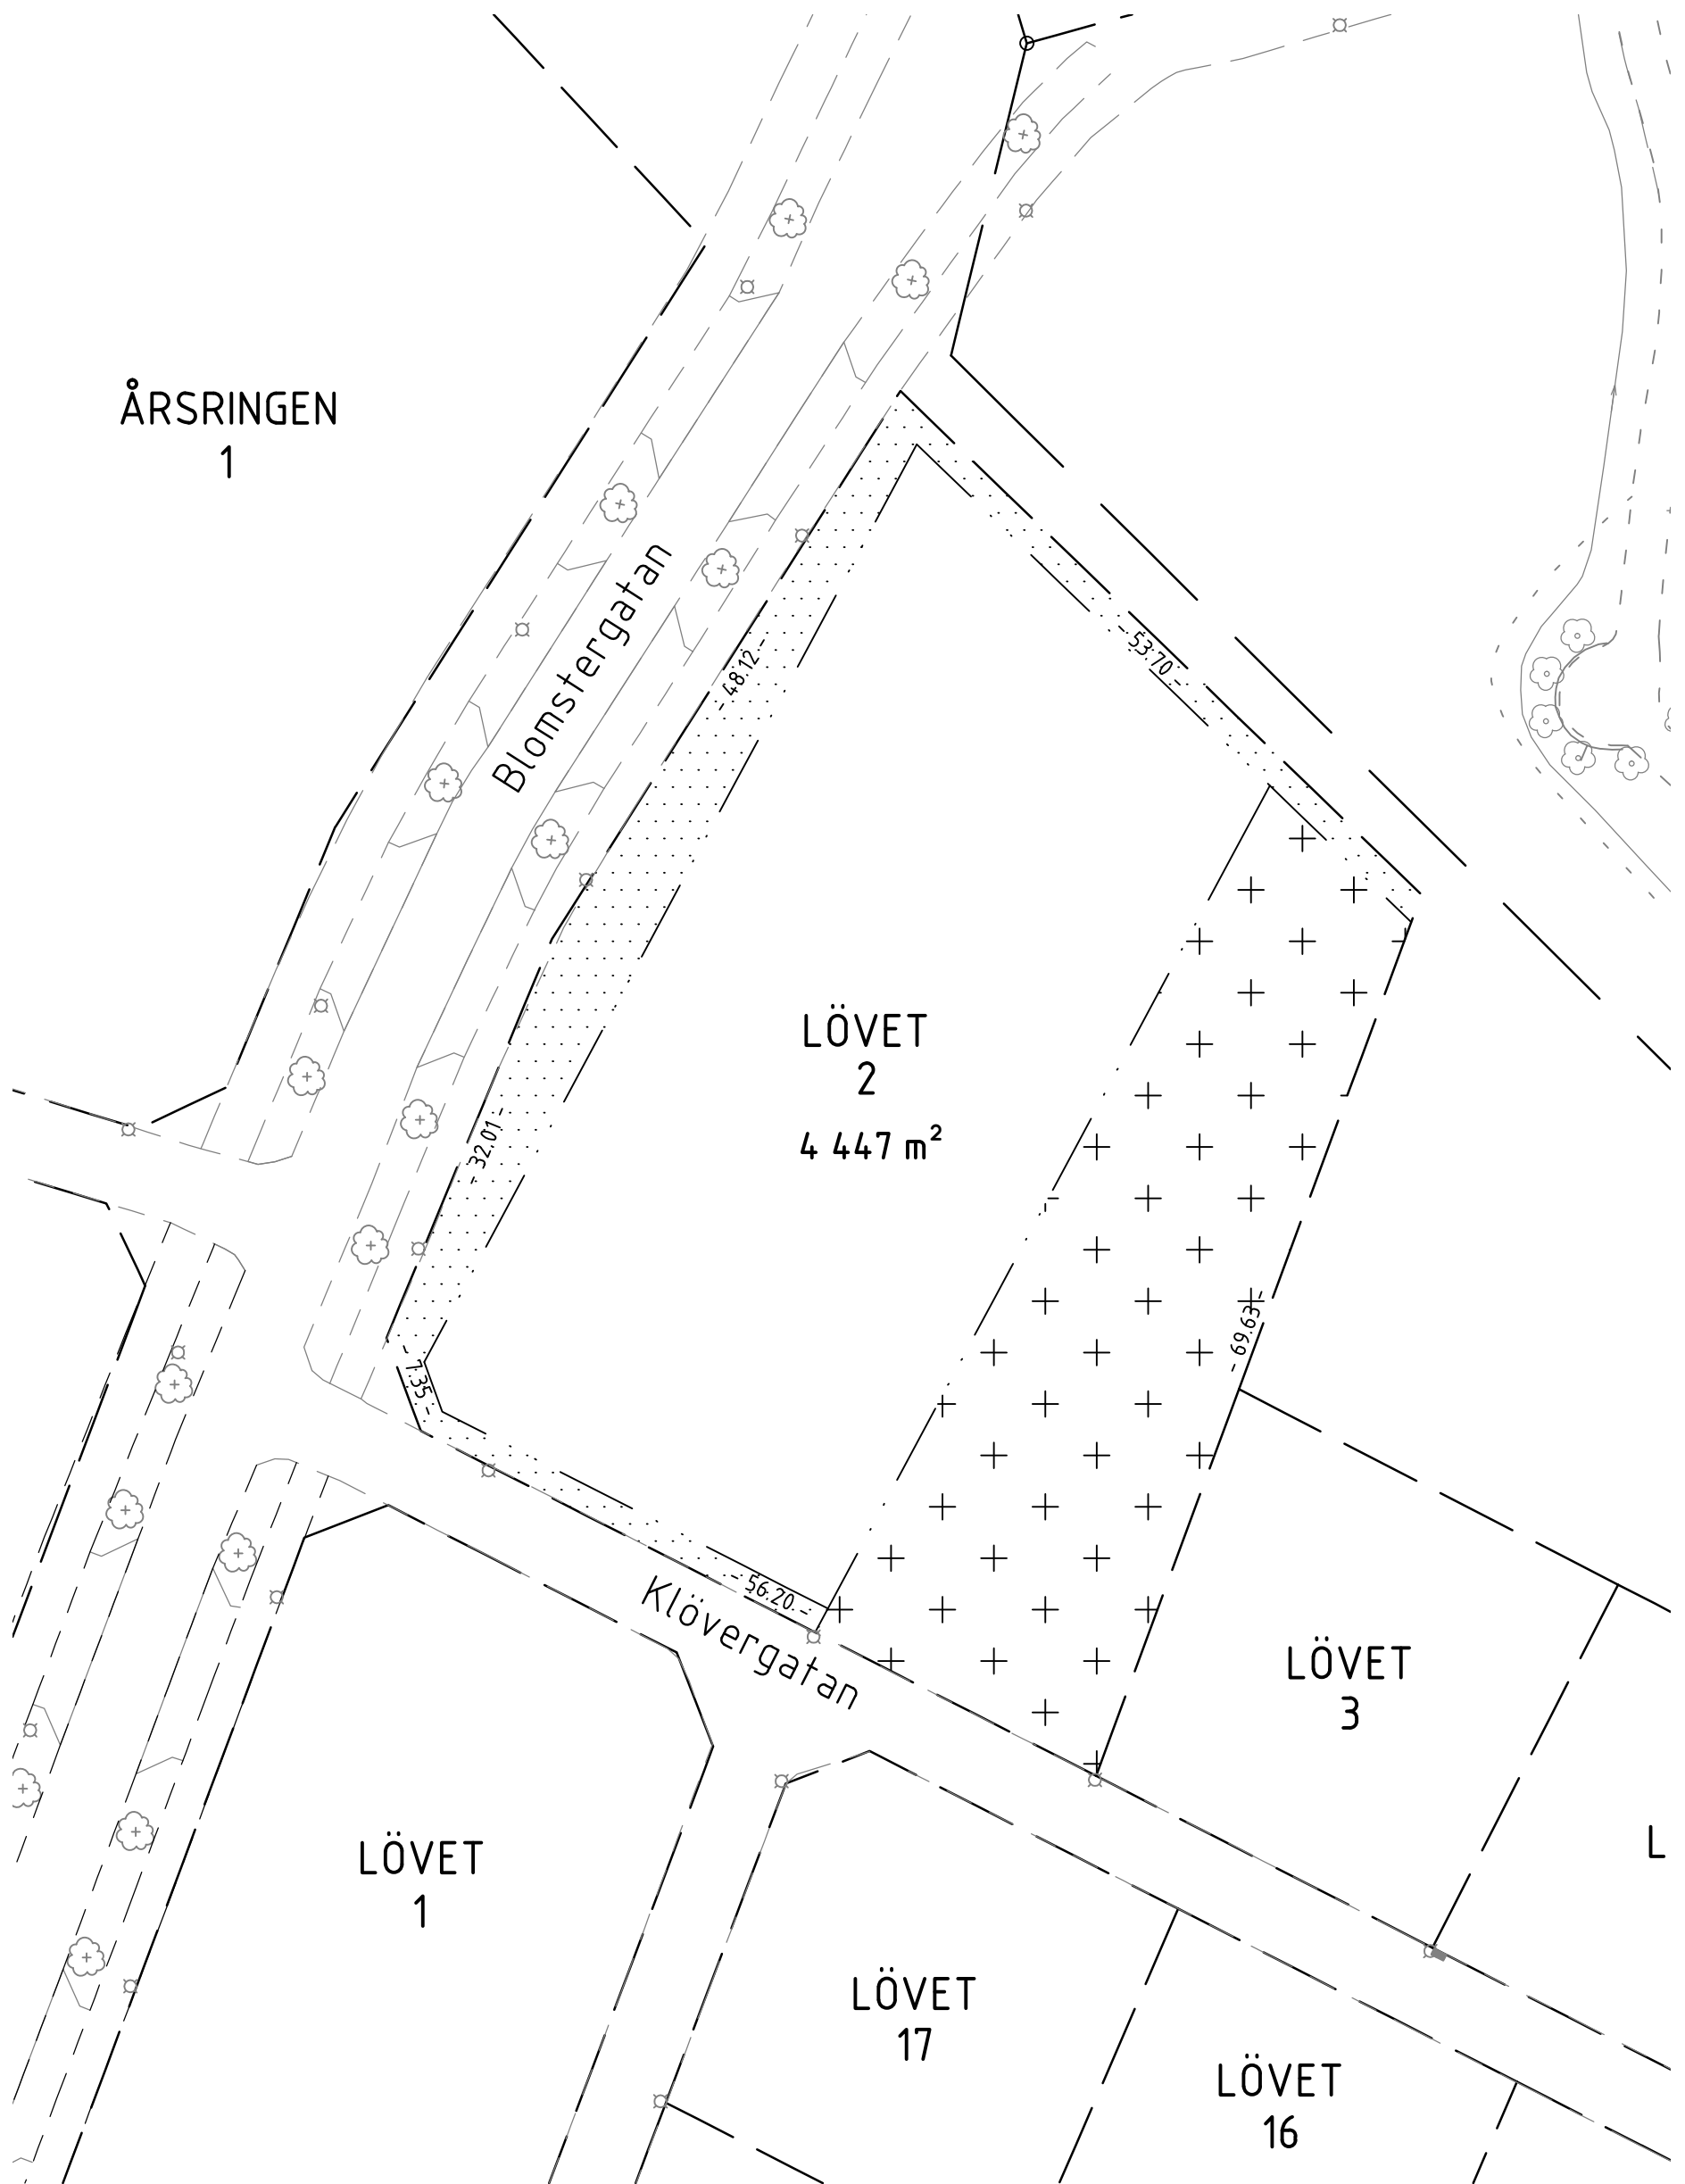 ÅRSRINGEN
1
Blomstergatan
- 48.12 -
- 53.70 -
LÖVET
2
4 447 m²
- 32.01 -
- 69.63 -
- 7.35 -
- 56.20 -
Klövergatan
LÖVET
3
L
LÖVET
1
LÖVET
17
LÖVET
16